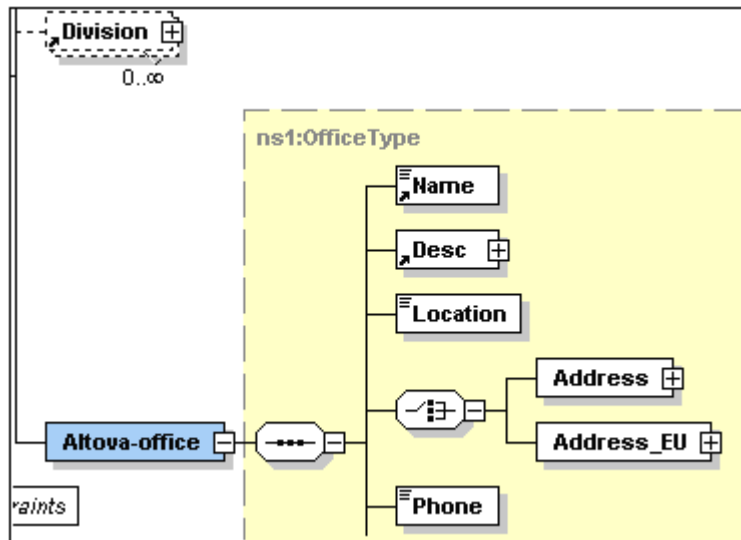 Division
0..∞
ns1:OfficeType
Name
Desc
Location
Address
Altova-office
Address_EU
Phone
raints